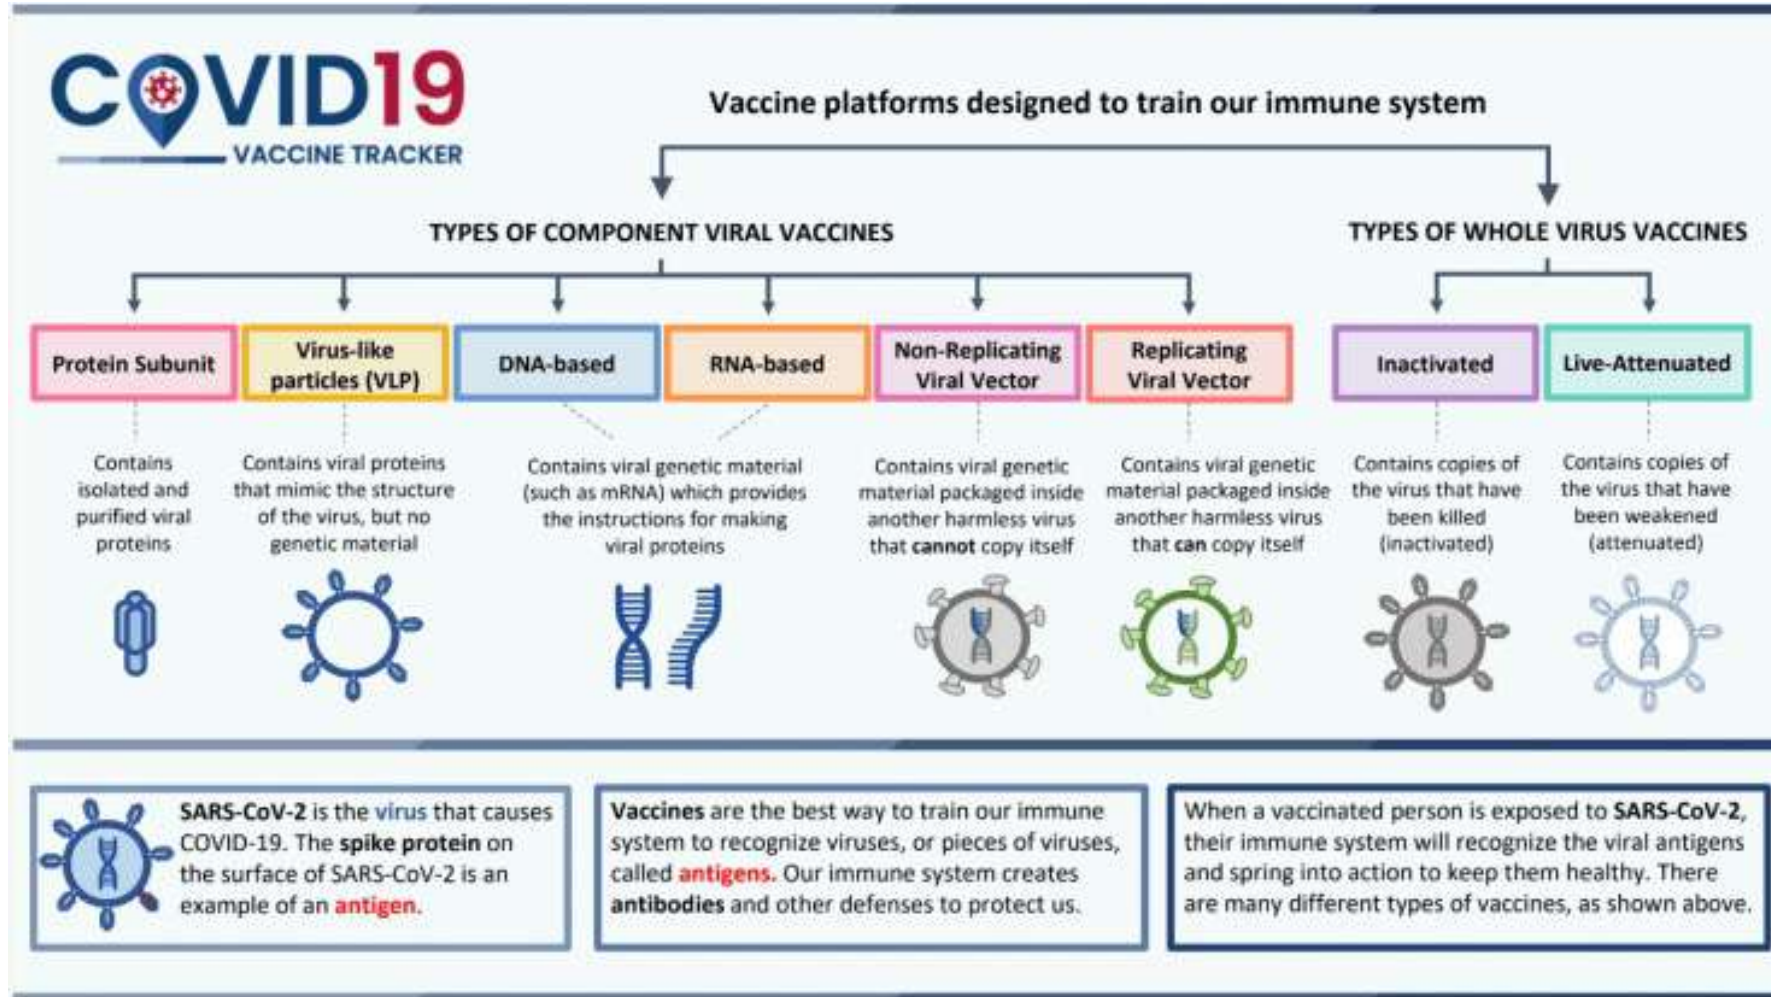 COVID19
VACCINE TRACKER
Vaccine platforms designed to train our immune system
TYPES OF COMPONENT VIRAL VACCINES
TYPES OF WHOLE VIRUS VACCINES
Protein Subunit
Virus-like
particles (VLP)
DNA-based
RNA-based
Non-Replicating
Viral Vector
Replicating
Viral Vector
Inactivated
Live-Attenuated
Contains
isolated and
purified viral
proteins
Contains viral proteins
that mimic the structure
of the virus, but no
genetic material
Contains viral genetic material
(such as mRNA) which provides
the instructions for making
viral proteins
Contains viral genetic
material packaged inside
another harmless virus
that cannot copy itself
Contains viral genetic
material packaged inside
another harmless virus
that can copy itself
Contains copies of
the virus that have
been killed
(inactivated)
Contains copies of
the virus that have
been weakened
(attenuated)
SARS-CoV-2 is the virus that causes
COVID-19. The spike protein on
the surface of SARS-CoV-2 is an
example of an antigen.
Vaccines are the best way to train our immune
system to recognize viruses, or pieces of viruses,
called antigens. Our immune system creates
antibodies and other defenses to protect us.
When a vaccinated person is exposed to SARS-CoV-2,
their immune system will recognize the viral antigens
and spring into action to keep them healthy. There
are many different types of vaccines, as shown above.